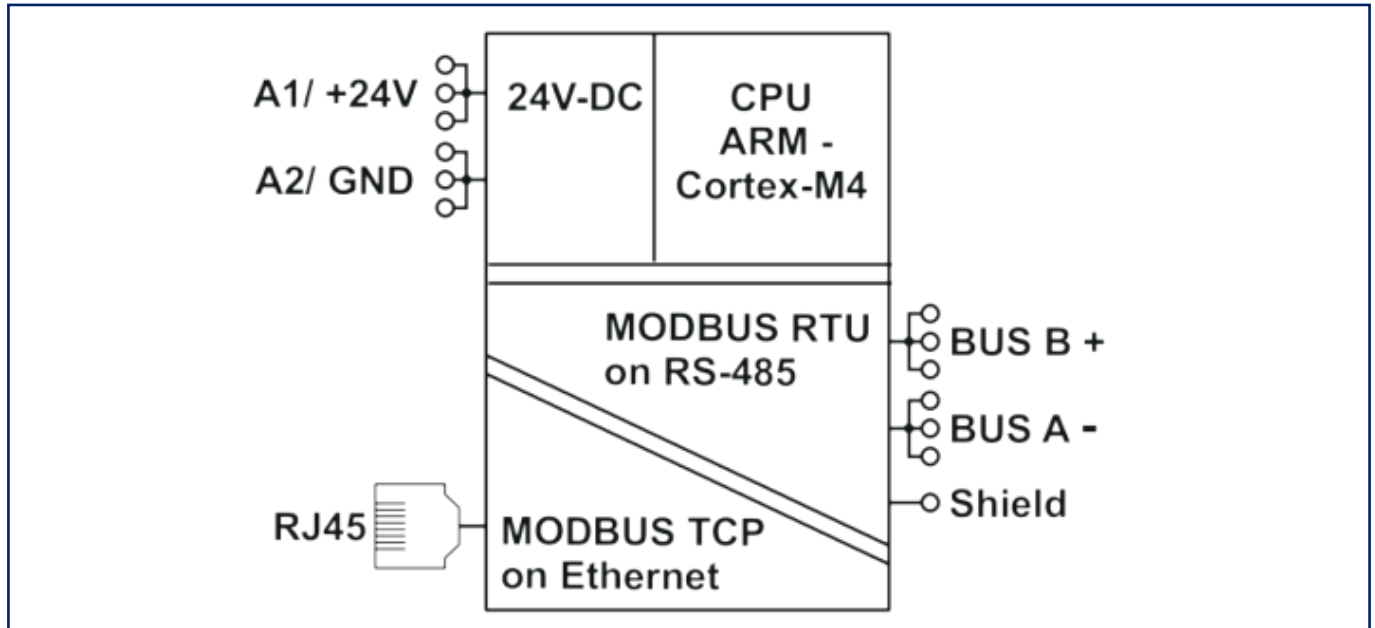 A1/ +24V
A2/ GND
24V-DC
CPU
ARM -
Cortex-M4
MODBUS RTU
on RS-485
BUS B +
BUS A -
Shield
RJ45
MODBUS TCP
on Ethernet